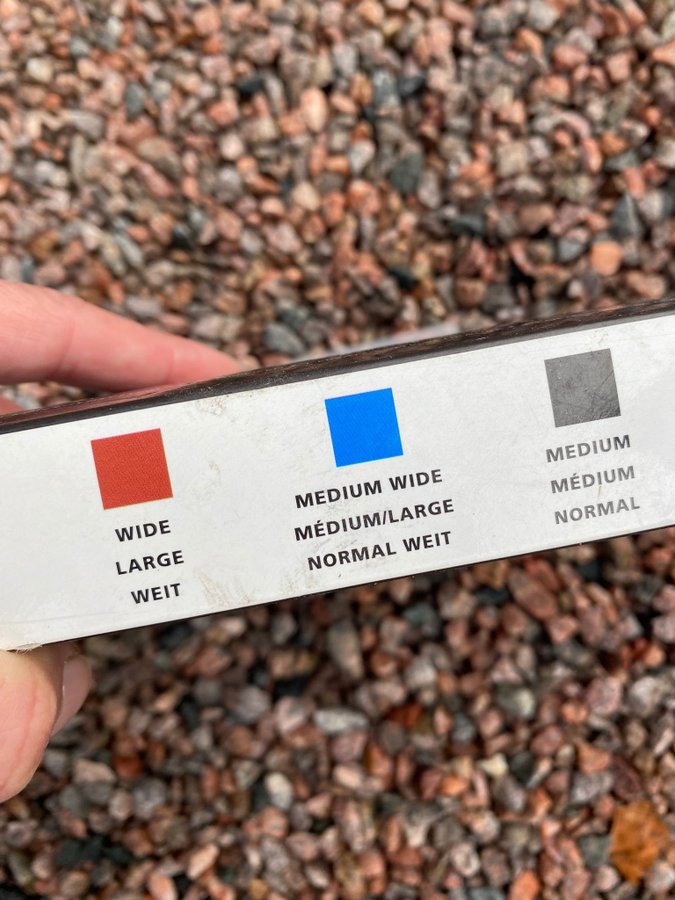 WIDE
LARGE
WEIT
MEDIUM WIDE
MÉDIUM/LARGE
NORMAL WEIT
MEDIUM
MÉDIUM
NORMAL